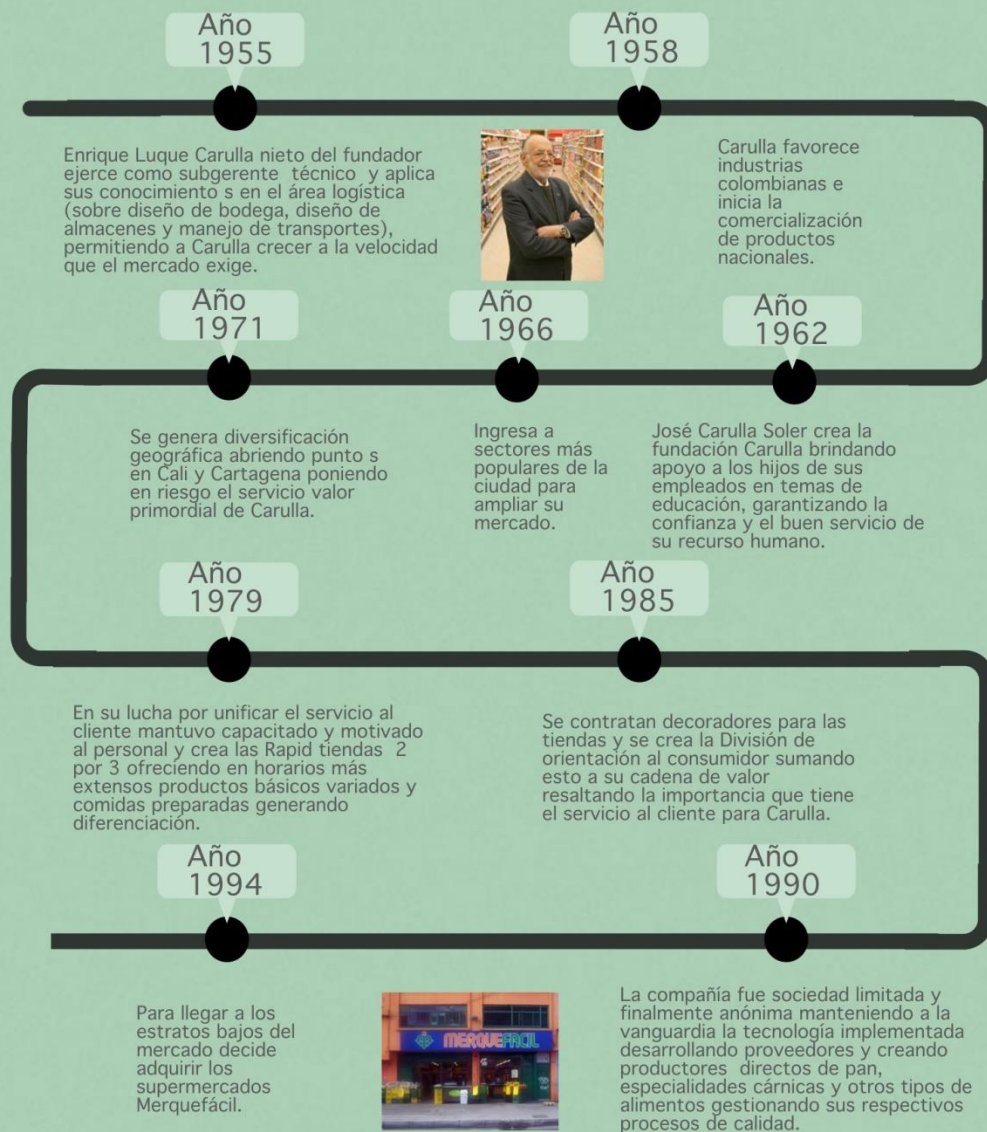 Año
1955
Año
1958
Enrique Luque Carulla nieto del fundador
ejerce como subgerente técnico y aplica
sus conocimiento s en el área logística
(sobre diseño de bodega, diseño de
almacenes y manejo de transportes),
permitiendo a Carulla crecer a la velocidad
que el mercado exige.
Carulla favorece
industrias
colombianas e
inicia la
comercialización
de productos
nacionales.
Año
1962
José Carulla Soler crea la
fundación Carulla brindando
apoyo a los hijos de sus
empleados en temas de
educación, garantizando la
confianza y el buen servicio de
su recurso humano.
Año
1966
Ingresa a
sectores más
populares de la
ciudad para
ampliar su
mercado.
Año
1971
Se genera diversificación
geográfica abriendo punto s
en Cali y Cartagena poniendo
en riesgo el servicio valor
primordial de Carulla.
Año
1979
En su lucha por unificar el servicio al
cliente mantuvo capacitado y motivado
al personal y crea las Rapid tiendas 2
por 3 ofreciendo en horarios más
extensos productos básicos variados y
comidas preparadas generando
diferenciación.
Año
1985
Se contratan decoradores para las
tiendas y se crea la División de
orientación al consumidor sumando
esto a su cadena de valor
resaltando la importancia que tiene
el servicio al cliente para Carulla.
Año
1990
La compañía fue sociedad limitada y
finalmente anónima manteniendo a la
vanguardia la tecnología implementada
desarrollando proveedores y creando
productores directos de pan,
especialidades cárnicas y otros tipos de
alimentos gestionando sus respectivos
procesos de calidad.
Año
1994
Para llegar a los
estratos bajos del
mercado decide
adquirir los
supermercados
Merquefácil.
MERQUEFACIL